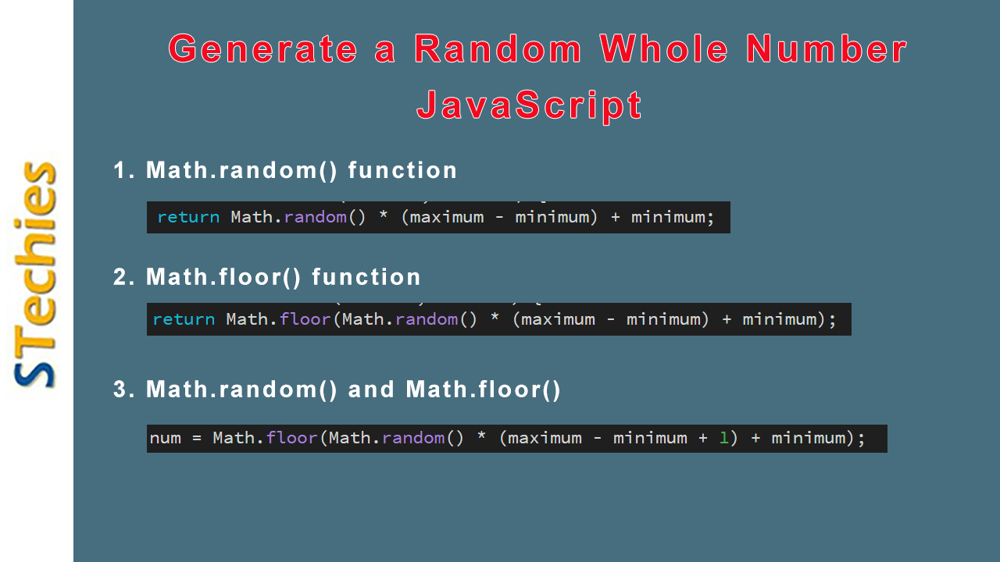 Generate a Random Whole Number
JavaScript
1. Math.random() function
return Math.random() * (maximum - minimum) + minimum;
2. Math.floor() function
return Math.floor(Math.random() * (maximum - minimum) + minimum);
3. Math.random() and Math.floor()
num = Math.floor(Math.random() * (maximum - minimum + 1) + minimum);
STechies